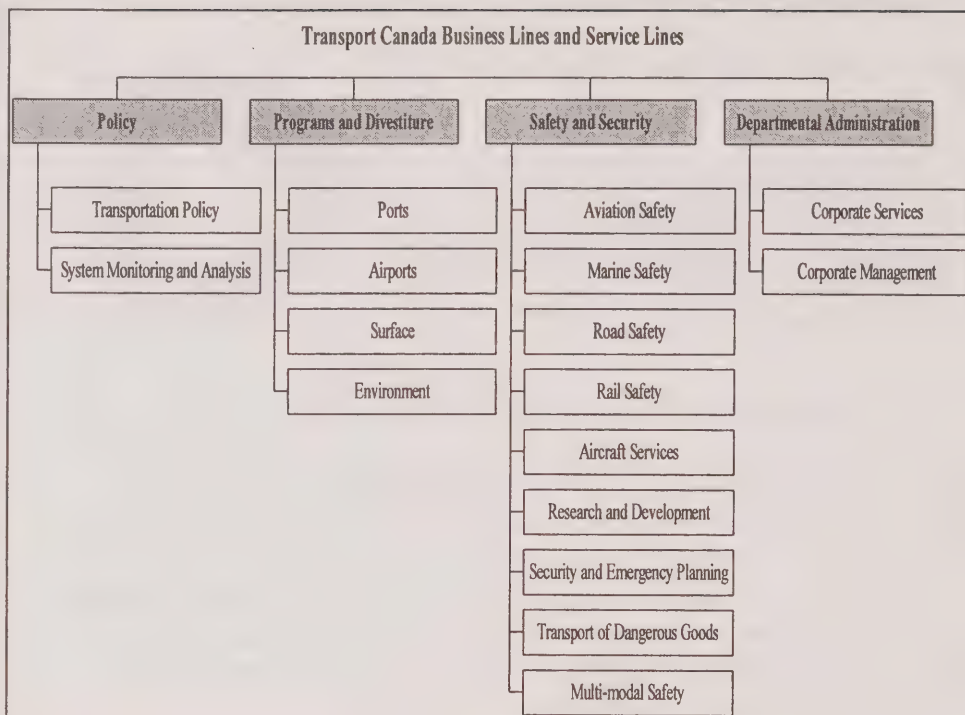 Transport Canada Business Lines and Service Lines
Policy
Programs and Divestiture
Safety and Security
Departmental Administration
Transportation Policy
System Monitoring and Analysis
Ports
Airports
Surface
Environment
Aviation Safety
Marine Safety
Road Safety
Rail Safety
Aircraft Services
Research and Development
Security and Emergency Planning
Transport of Dangerous Goods
Multi-modal Safety
Corporate Services
Corporate Management